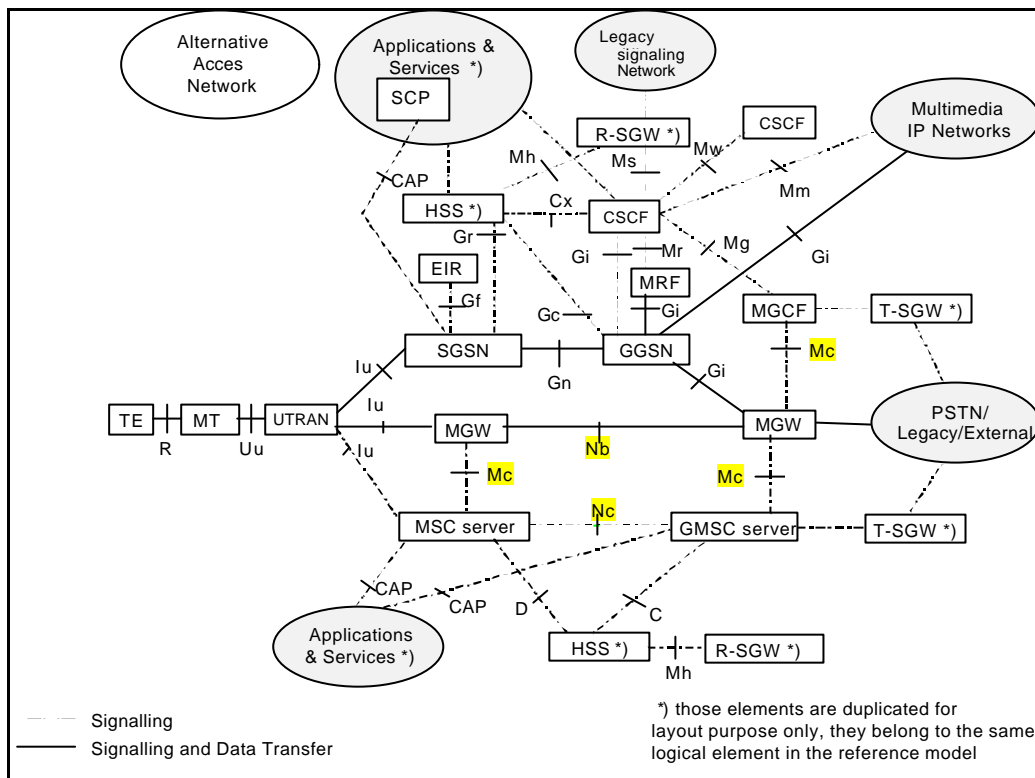 Alternative
Acces
Network
Applications &
Services *)
SCP
Legacy
signaling
Network
Multimedia
IP Networks
R-SGW *)
CSCF
CAP
Mh
Ms
Mw
Mm
HSS *)
Cx
CSCF
Gr
Gi
Mr
Mg
Gi
EIR
Gf
MRF
Gc
Gi
MGCF
T-SGW *)
SGSN
GGSN
Mc
Iu
Gn
Gi
TE
MT
UTRAN
Iu
MGW
MGW
PSTN/
Legacy/External
R
Uu
Iu
Nb
Mc
Mc
Nc
MSC server
GMSC server
T-SGW *)
CAP
CAP
D
C
Applications
& Services *)
HSS *)
R-SGW *)
Mh
Signalling
Signalling and Data Transfer
*) those elements are duplicated for
layout purpose only, they belong to the same
logical element in the reference model